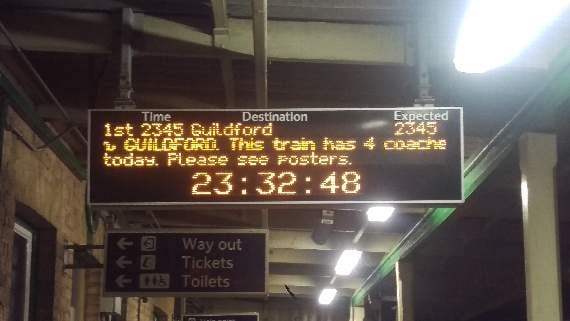 Time Destination Expected
1st 2345 Guildford 2345
GUILDFORD. This train has 4 coache
today. Please see posters.
23:32:48
Way out
Tickets
Toilets